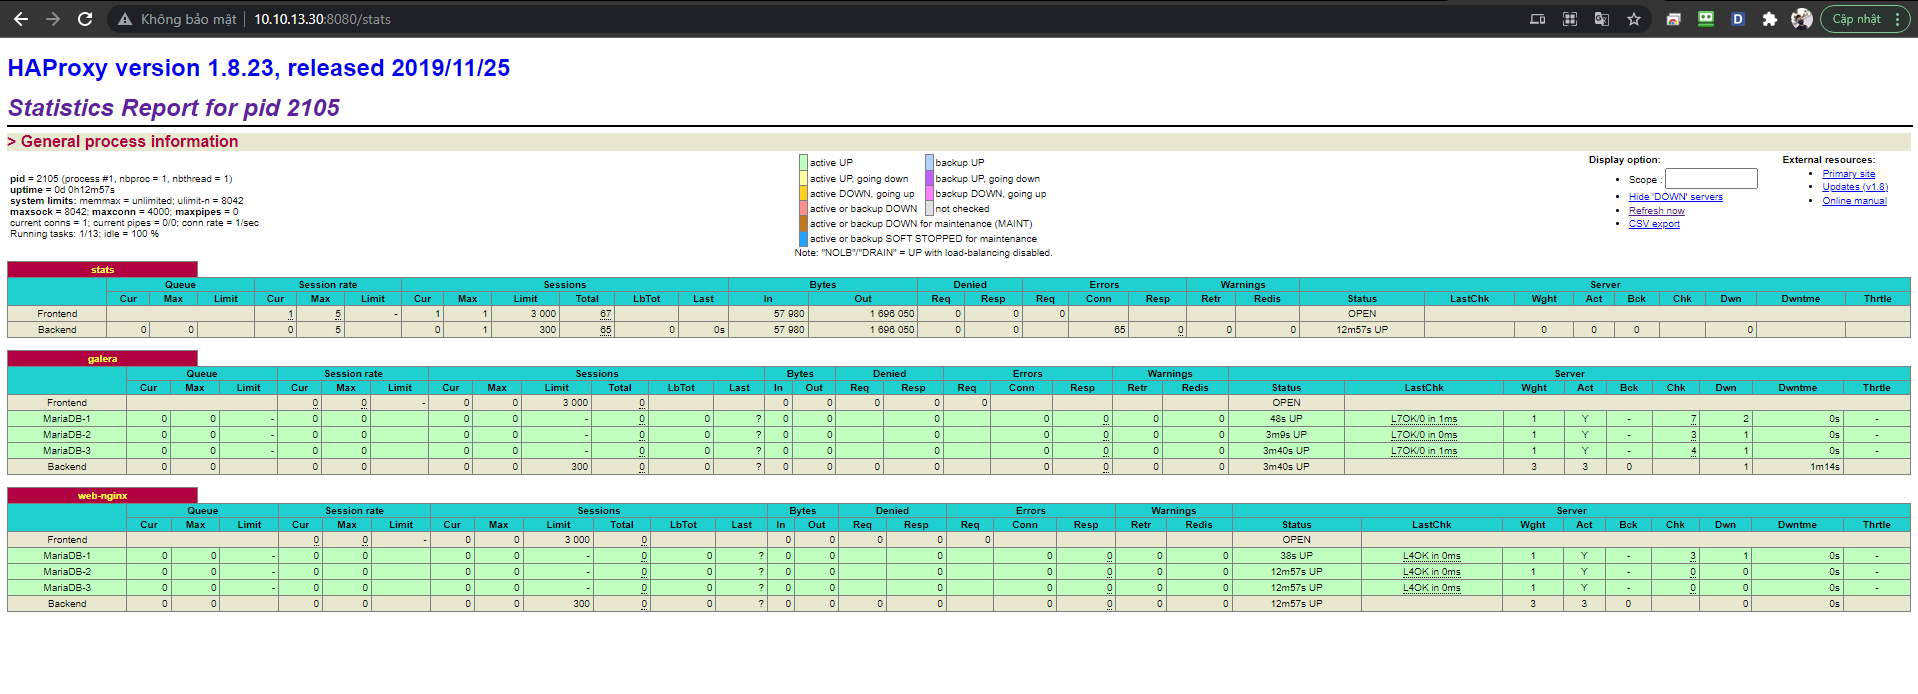 Không bảo mật 10.10.13.30:8080/stats Cập nhật
HAProxy version 1.8.23, released 2019/11/25
Statistics Report for pid 2105
> General process information
pid = 2105 (process #1, nbproc = 1, nbthread = 1)
uptime = 0d 0h12m57s
system limits: memmax = unlimited; ulimit-n = 8042
maxsock = 8042; maxconn = 4000; maxpipes = 0
current conns = 1; current pipes = 0/0; conn rate = 1/sec
Running tasks: 1/13; idle = 100 %
active UP backup UP
active UP, going down backup UP, going down
active DOWN, going up backup DOWN, going up
active or backup DOWN not checked
active or backup DOWN for maintenance (MAINT)
active or backup SOFT STOPPED for maintenance
Note: "NOLB"/"DRAIN" = UP with load-balancing disabled.
Display option:
Scope :
Hide 'DOWN' servers
Refresh now
CSV export
External resources:
Primary site
Updates (v1.8)
Online manual
stats
Queue Session rate Sessions Bytes Denied Errors Warnings Server
Cur Max Limit Cur Max Limit Cur Max Limit Total LbTot Last In Out Req Resp Req Conn Resp Retr Redis Status LastChk Wght Act Bck Chk Dwn Dwntme Thrtle
Frontend 1 5 - 1 1 3 000 67 57 980 1 696 050 0 0 0 OPEN
Backend 0 0 0 5 0 1 300 65 0 0s 57 980 1 696 050 0 0 65 0 0 0 12m57s UP 0 0 0 0
galera
Queue Session rate Sessions Bytes Denied Errors Warnings Server
Cur Max Limit Cur Max Limit Cur Max Limit Total LbTot Last In Out Req Resp Req Conn Resp Retr Redis Status LastChk Wght Act Bck Chk Dwn Dwntme Thrtle
Frontend 0 0 - 0 0 3 000 0 0 0 0 0 0 OPEN
MariaDB-1 0 0 - 0 0 0 0 - 0 0 ? 0 0 0 0 0 0 0 48s UP L7OK/0 in 1ms 1 Y - 7 2 0s -
MariaDB-2 0 0 - 0 0 0 0 - 0 0 ? 0 0 0 0 0 0 0 3m9s UP L7OK/0 in 0ms 1 Y - 3 1 0s -
MariaDB-3 0 0 - 0 0 0 0 - 0 0 ? 0 0 0 0 0 0 0 3m40s UP L7OK/0 in 1ms 1 Y - 4 1 0s -
Backend 0 0 0 0 0 0 300 0 0 ? 0 0 0 0 0 0 0 0 3m40s UP 3 3 0 1 1m14s
web-nginx
Queue Session rate Sessions Bytes Denied Errors Warnings Server
Cur Max Limit Cur Max Limit Cur Max Limit Total LbTot Last In Out Req Resp Req Conn Resp Retr Redis Status LastChk Wght Act Bck Chk Dwn Dwntme Thrtle
Frontend 0 0 - 0 0 3 000 0 0 0 0 0 0 OPEN
MariaDB-1 0 0 - 0 0 0 0 - 0 0 ? 0 0 0 0 0 0 0 38s UP L4OK in 0ms 1 Y - 3 1 0s -
MariaDB-2 0 0 - 0 0 0 0 - 0 0 ? 0 0 0 0 0 0 0 12m57s UP L4OK in 0ms 1 Y - 0 0 0s -
MariaDB-3 0 0 - 0 0 0 0 - 0 0 ? 0 0 0 0 0 0 0 12m57s UP L4OK in 0ms 1 Y - 0 0 0s -
Backend 0 0 0 0 0 0 300 0 0 ? 0 0 0 0 0 0 0 0 12m57s UP 3 3 0 0 0s